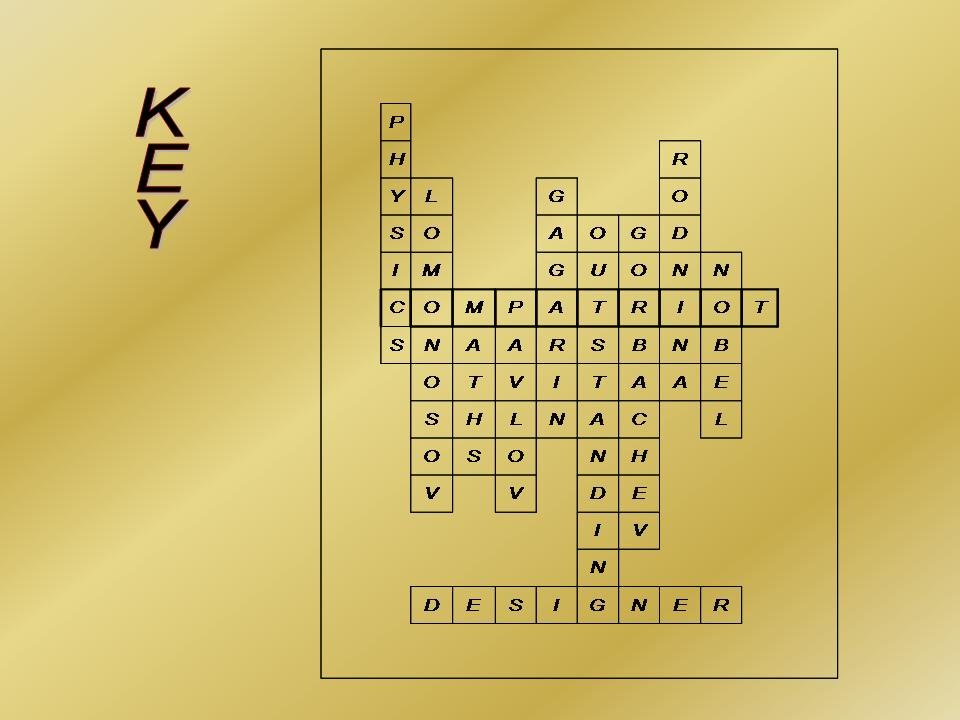 K
E
Y
P
H R
Y L G O
S O A O G D
I M G U O N N
C O M P A T R I O T
S N A A R S B N B
O T V I T A A E
S H L N A C L
O S O N H
V V D E
I V
N
D E S I G N E R